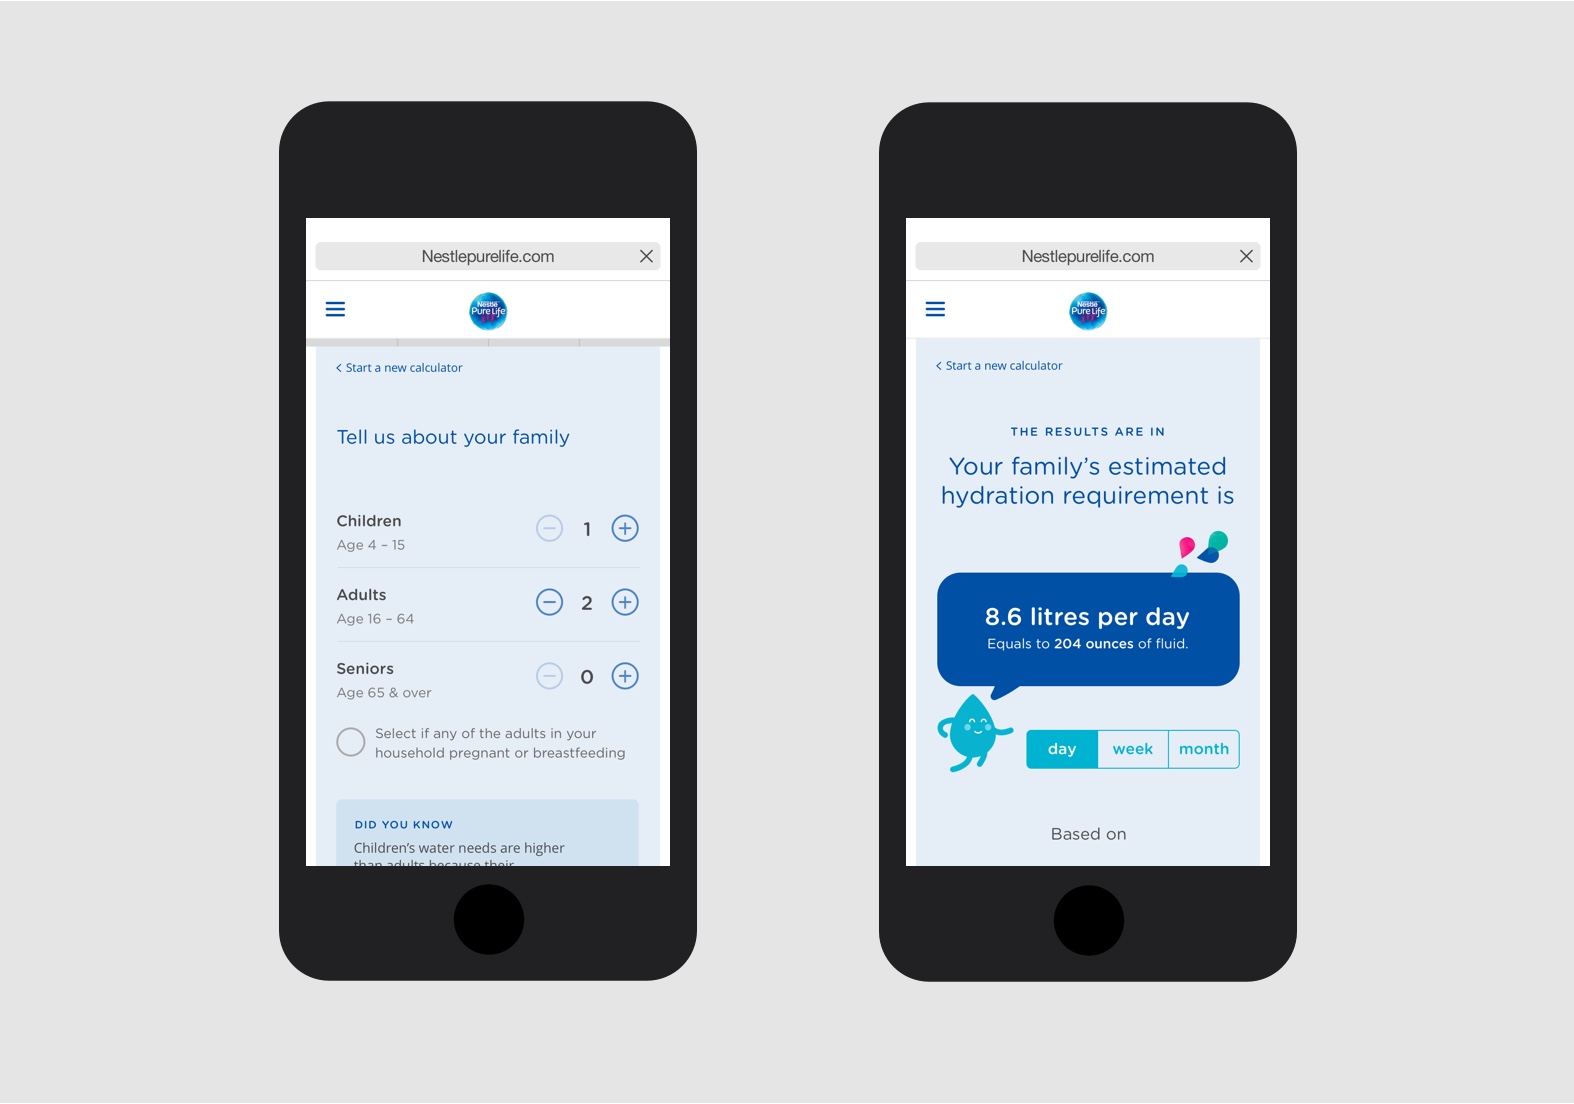 Nestlepurelife.com
Nestlé
Pure Life
< Start a new calculator
Tell us about your family
Children
Age 4 – 15
1
Adults
Age 16 – 64
2
Seniors
Age 65 & over
0
Select if any of the adults in your
household pregnant or breastfeeding
DID YOU KNOW
Children’s water needs are higher
than adults because their
Nestlepurelife.com
Nestlé
Pure Life
< Start a new calculator
THE RESULTS ARE IN
Your family’s estimated
hydration requirement is
8.6 litres per day
Equals to 204 ounces of fluid.
day week month
Based on